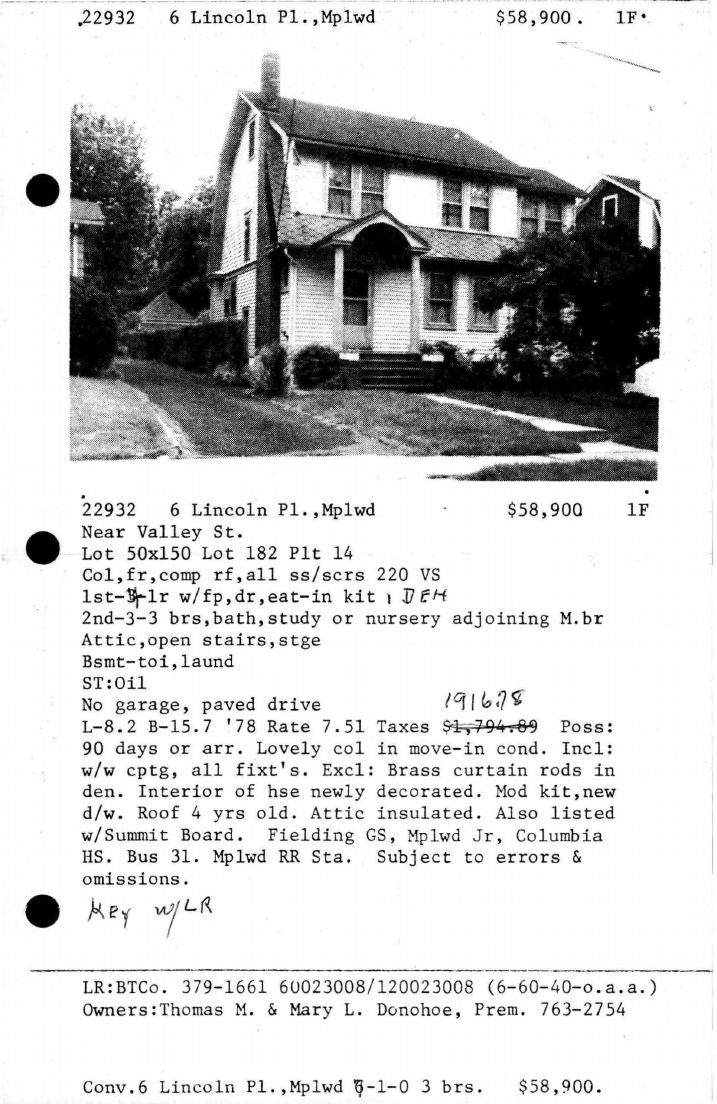 22932 6 Lincoln Pl.,Mplwd $58,900. 1F
22932 6 Lincoln Pl.,Mplwd $58,900 1F
Near Valley St.
Lot 50x150 Lot 182 Plt 14
Col,fr,comp rf,all ss/scrs 220 VS
1st- lr w/fp,dr,eat-in kit, DEN
2nd-3-3 brs,bath,study or nursery adjoining M.br
Attic,open stairs,stge
Bsmt-toi,laund
ST:Oil
No garage, paved drive 1916.78
L-8.2 B-15.7 '78 Rate 7.51 Taxes $1,794.89 Poss:
90 days or arr. Lovely col in move-in cond. Incl:
w/w cptg, all fixt's. Excl: Brass curtain rods in
den. Interior of hse newly decorated. Mod kit,new
d/w. Roof 4 yrs old. Attic insulated. Also listed
w/Summit Board. Fielding GS, Mplwd Jr, Columbia
HS. Bus 31. Mplwd RR Sta. Subject to errors &
omissions.
KEY w/LR
LR:BTCo. 379-1661 60023008/120023008 (6-60-40-o.a.a.)
Owners:Thomas M. & Mary L. Donohoe, Prem. 763-2754
Conv.6 Lincoln Pl.,Mplwd -1-0 3 brs. $58,900.